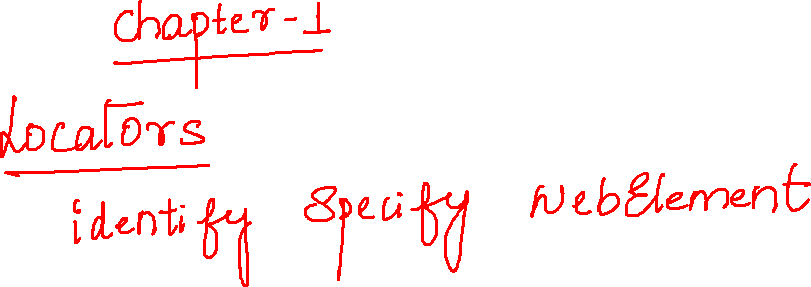 chapter-1
Locators
identify specify WebElement